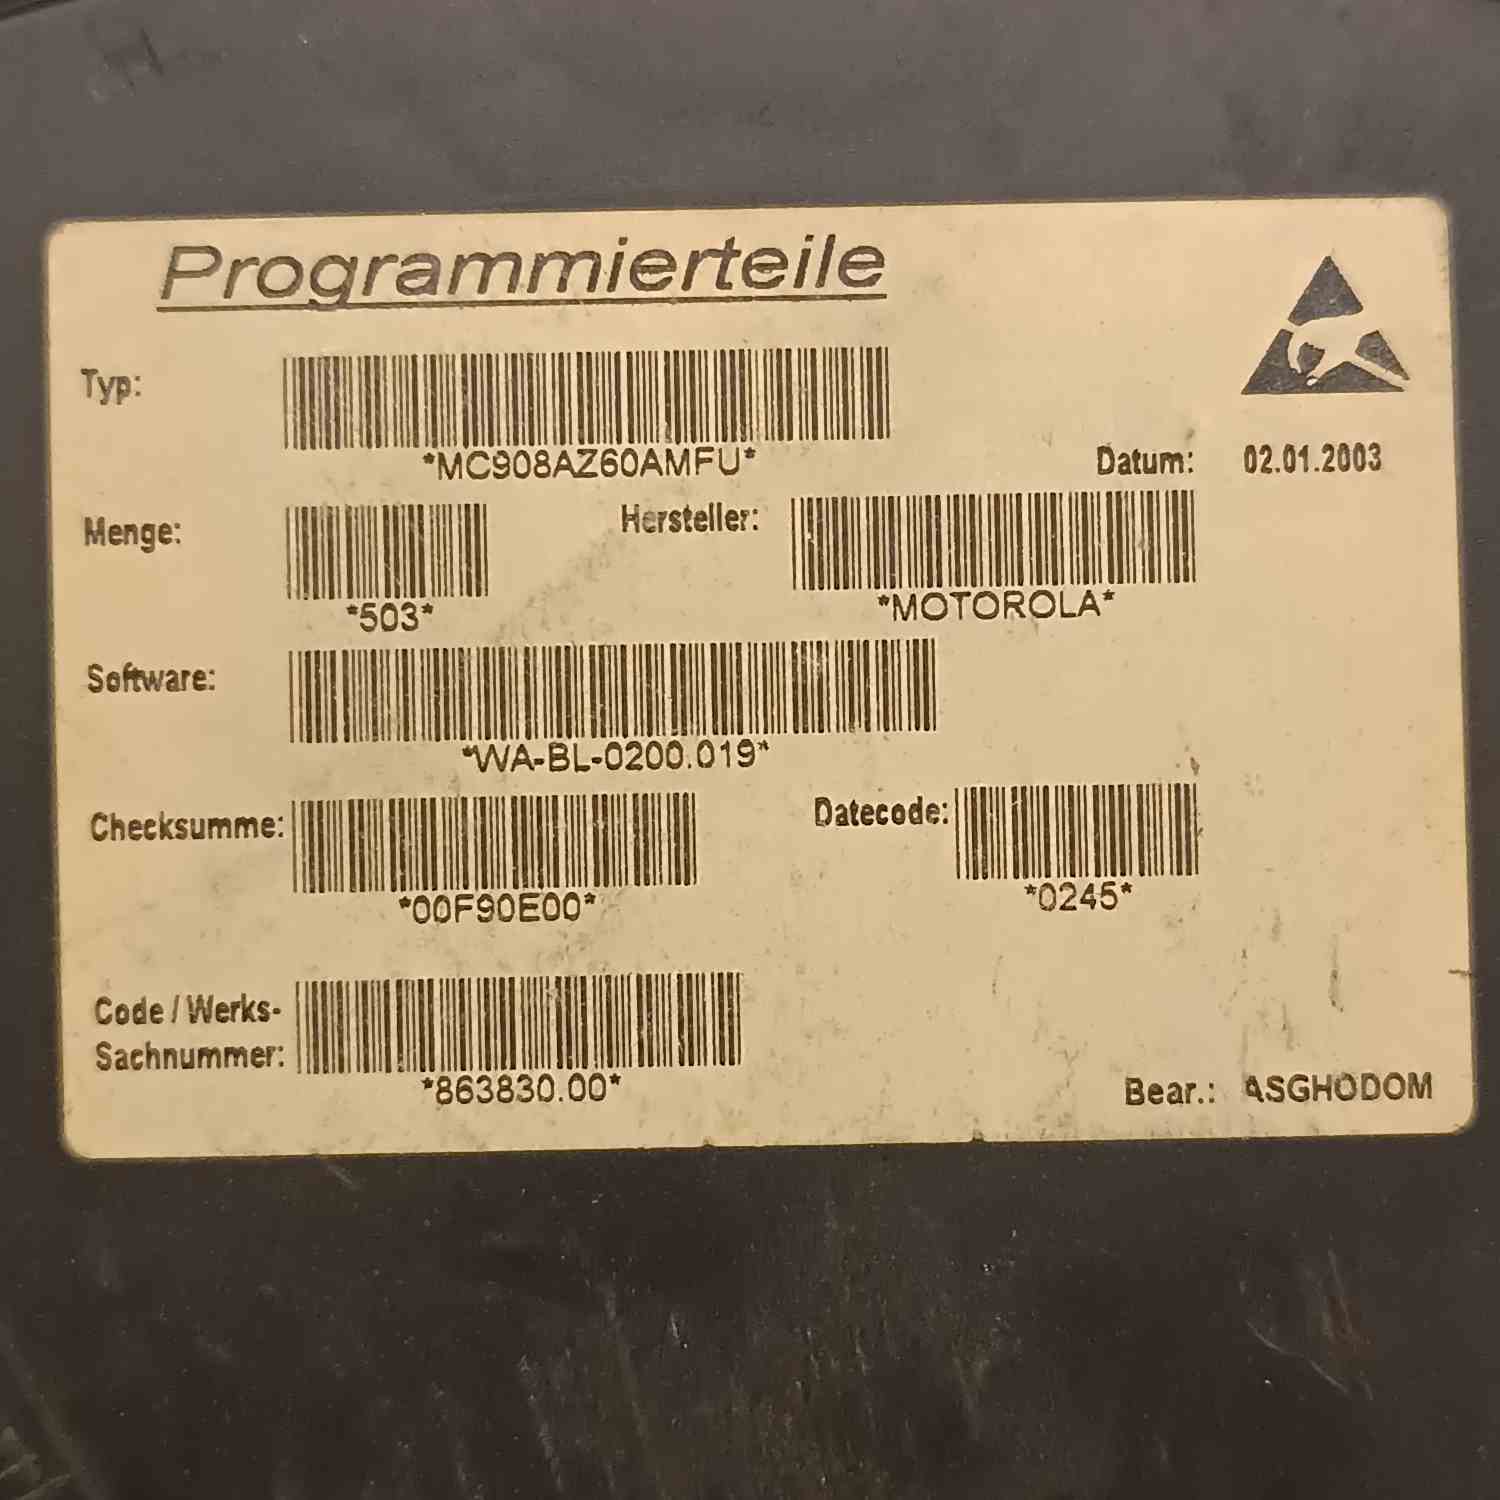 Programmierteile
Typ:
*MC908AZ60AMFU*
Datum: 02.01.2003
Menge:
*503*
Hersteller:
*MOTOROLA*
Software:
*WA-BL-0200.019*
Checksumme:
*00F90E00*
Datecode:
*0245*
Code / Werks-
Sachnummer:
*863830.00*
Bear.: ASGHODOM